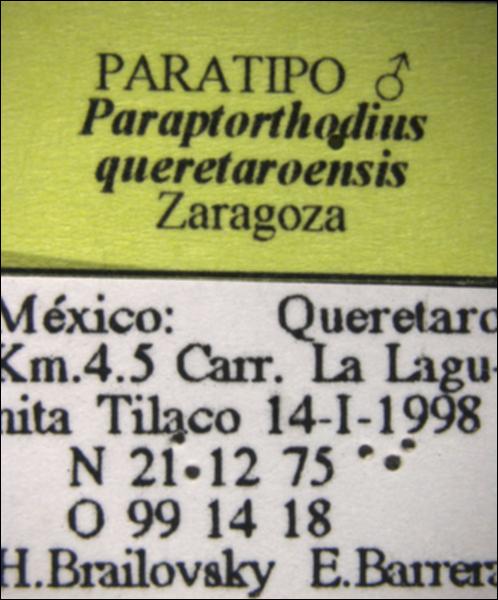 PARATIPO ♂
Paraptorthodius
queretaroensis
Zaragoza
México: Queretaro
Km.4.5 Carr. La Lagu-
nita Tilaco 14-I-1998
N 21 12 75
O 99 14 18
H.Brailovsky E.Barrera